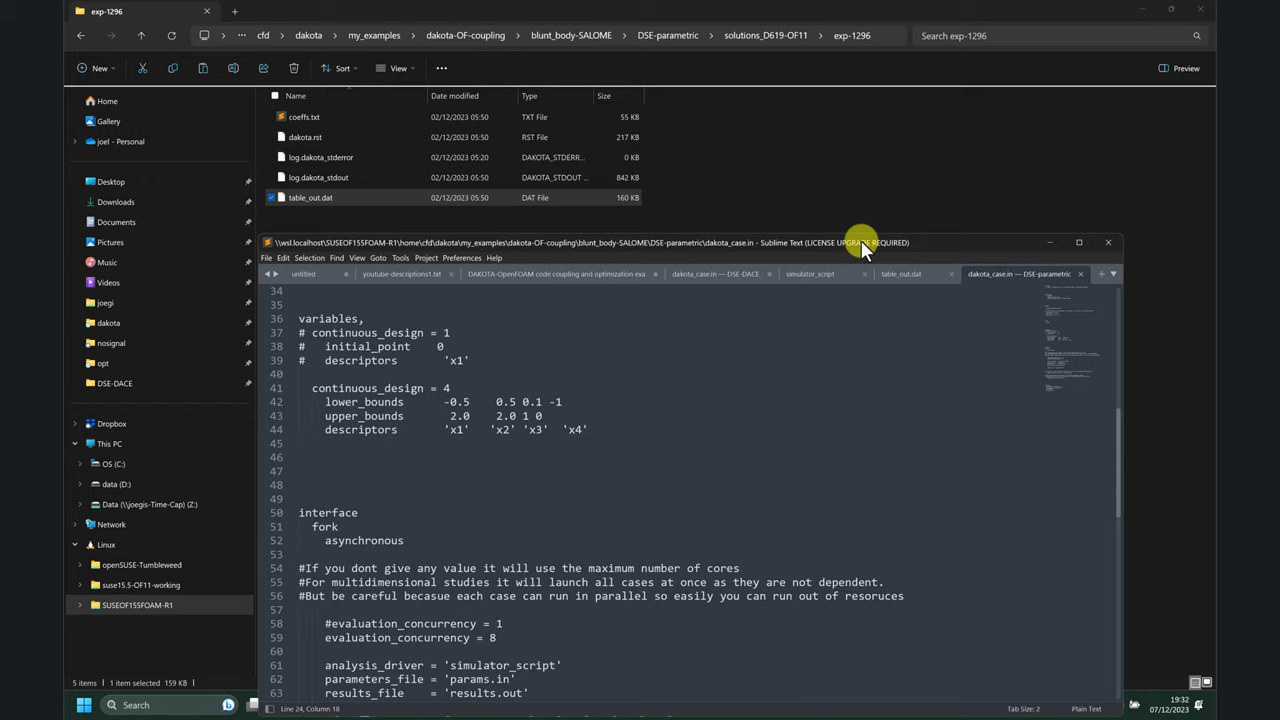 exp-1296
cfd dakota my_examples dakota-OF-coupling blunt_body-SALOME DSE-parametric solutions_D619-OF11 exp-1296
Search exp-1296
New
Sort
View
Preview
Home
Gallery
joel - Personal
Desktop
Downloads
Documents
Pictures
Music
Videos
joegi
dakota
nosignal
opt
DSE-DACE
Dropbox
This PC
OS (C:)
data (D:)
Data (\\joegis-Time-Cap) (Z:)
Network
Linux
openSUSE-Tumbleweed
suse15.5-OF11-working
SUSEOF155FOAM-R1
Name Date modified Type Size
coeffs.txt 02/12/2023 05:50 TXT File 55 KB
dakota.rst 02/12/2023 05:50 RST File 217 KB
log.dakota_stderror 02/12/2023 05:20 DAKOTA_STDERR... 0 KB
log.dakota_stdout 02/12/2023 05:50 DAKOTA_STDOUT ... 842 KB
table_out.dat 02/12/2023 05:50 DAT File 160 KB
\\wsl.localhost\SUSEOF155FOAM-R1\home\cfd\dakota\my_examples\dakota-OF-coupling\blunt_body-SALOME\DSE-parametric\dakota_case.in - Sublime Text (LICENSE UPGRADE REQUIRED)
File Edit Selection Find View Goto Tools Project Preferences Help
untitled youtube-descriptions1.txt DAKOTA-OpenFOAM code coupling and optimization exa dakota_case.in — DSE-DACE simulator_script table_out.dat dakota_case.in — DSE-parametric
34
35
36 variables,
37 # continuous_design = 1
38 # initial_point 0
39 # descriptors 'x1'
40
41 continuous_design = 4
42 lower_bounds -0.5 0.5 0.1 -1
43 upper_bounds 2.0 2.0 1 0
44 descriptors 'x1' 'x2' 'x3' 'x4'
45
46
47
48
49
50 interface
51 fork
52 asynchronous
53
54 #If you dont give any value it will use the maximum number of cores
55 #For multidimensional studies it will launch all cases at once as they are not dependent.
56 #But be careful becasue each case can run in parallel so easily you can run out of resoruces
57
58 #evaluation_concurrency = 1
59 evaluation_concurrency = 8
60
61 analysis_driver = 'simulator_script'
62 parameters_file = 'params.in'
63 results_file = 'results.out'
5 items 1 item selected 159 KB
Line 24, Column 18
Tab Size: 2
Plain Text
Search
19:32
07/12/2023